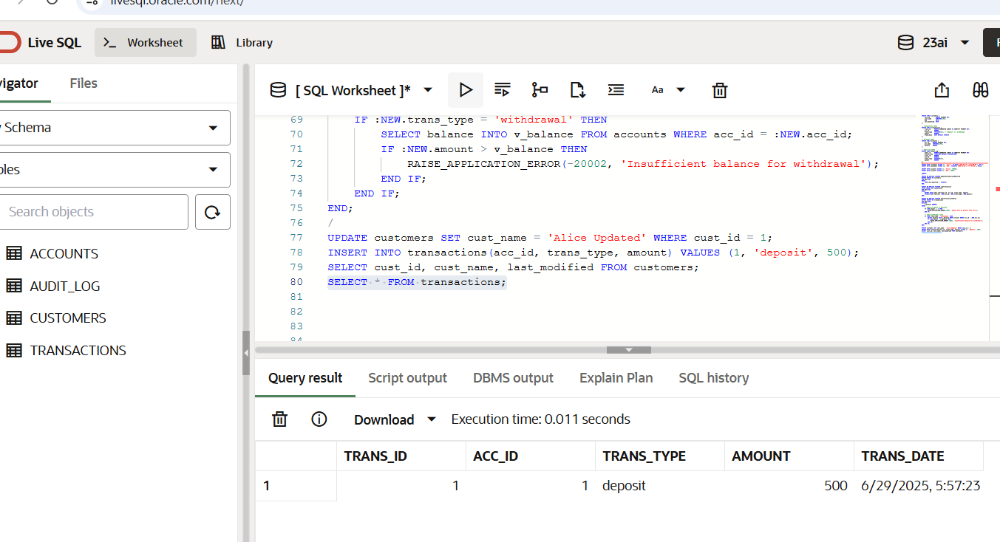 livesql.oracle.com/next/
Live SQL
Worksheet
Library
23ai
vigator
Files
[ SQL Worksheet ]*
Aa
Schema
Search objects
ACCOUNTS
AUDIT_LOG
CUSTOMERS
TRANSACTIONS
69 IF :NEW.trans_type = 'withdrawal' THEN
70 SELECT balance INTO v_balance FROM accounts WHERE acc_id = :NEW.acc_id;
71 IF :NEW.amount > v_balance THEN
72 RAISE_APPLICATION_ERROR(-20002, 'Insufficient balance for withdrawal');
73 END IF;
74 END IF;
75 END;
76 /
77 UPDATE customers SET cust_name = 'Alice Updated' WHERE cust_id = 1;
78 INSERT INTO transactions(acc_id, trans_type, amount) VALUES (1, 'deposit', 500);
79 SELECT cust_id, cust_name, last_modified FROM customers;
80 SELECT * FROM transactions;
81
82
83
84
Query result
Script output
DBMS output
Explain Plan
SQL history
Download
Execution time: 0.011 seconds
TRANS_ID ACC_ID TRANS_TYPE AMOUNT TRANS_DATE
1 1 1 deposit 500 6/29/2025, 5:57:23